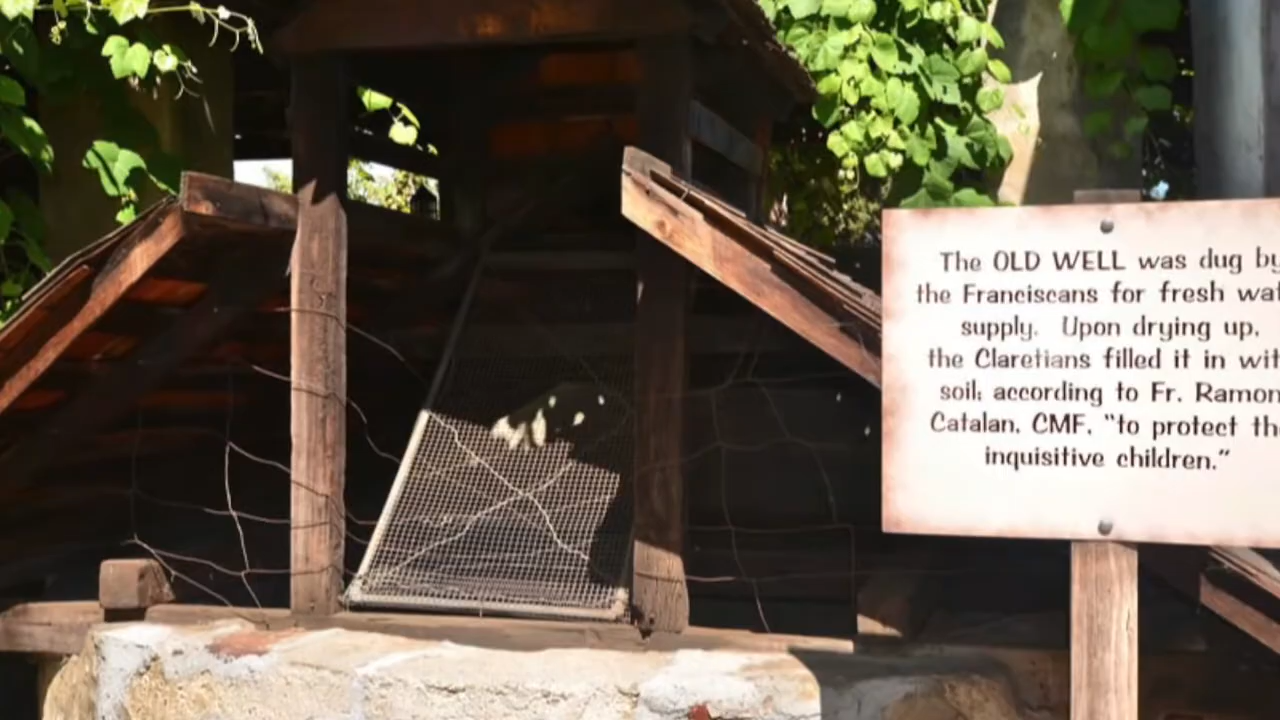 The OLD WELL was dug by
the Franciscans for fresh wat
supply. Upon drying up,
the Claretians filled it in wit
soil; according to Fr. Ramon
Catalan, CMF, "to protect th
inquisitive children."